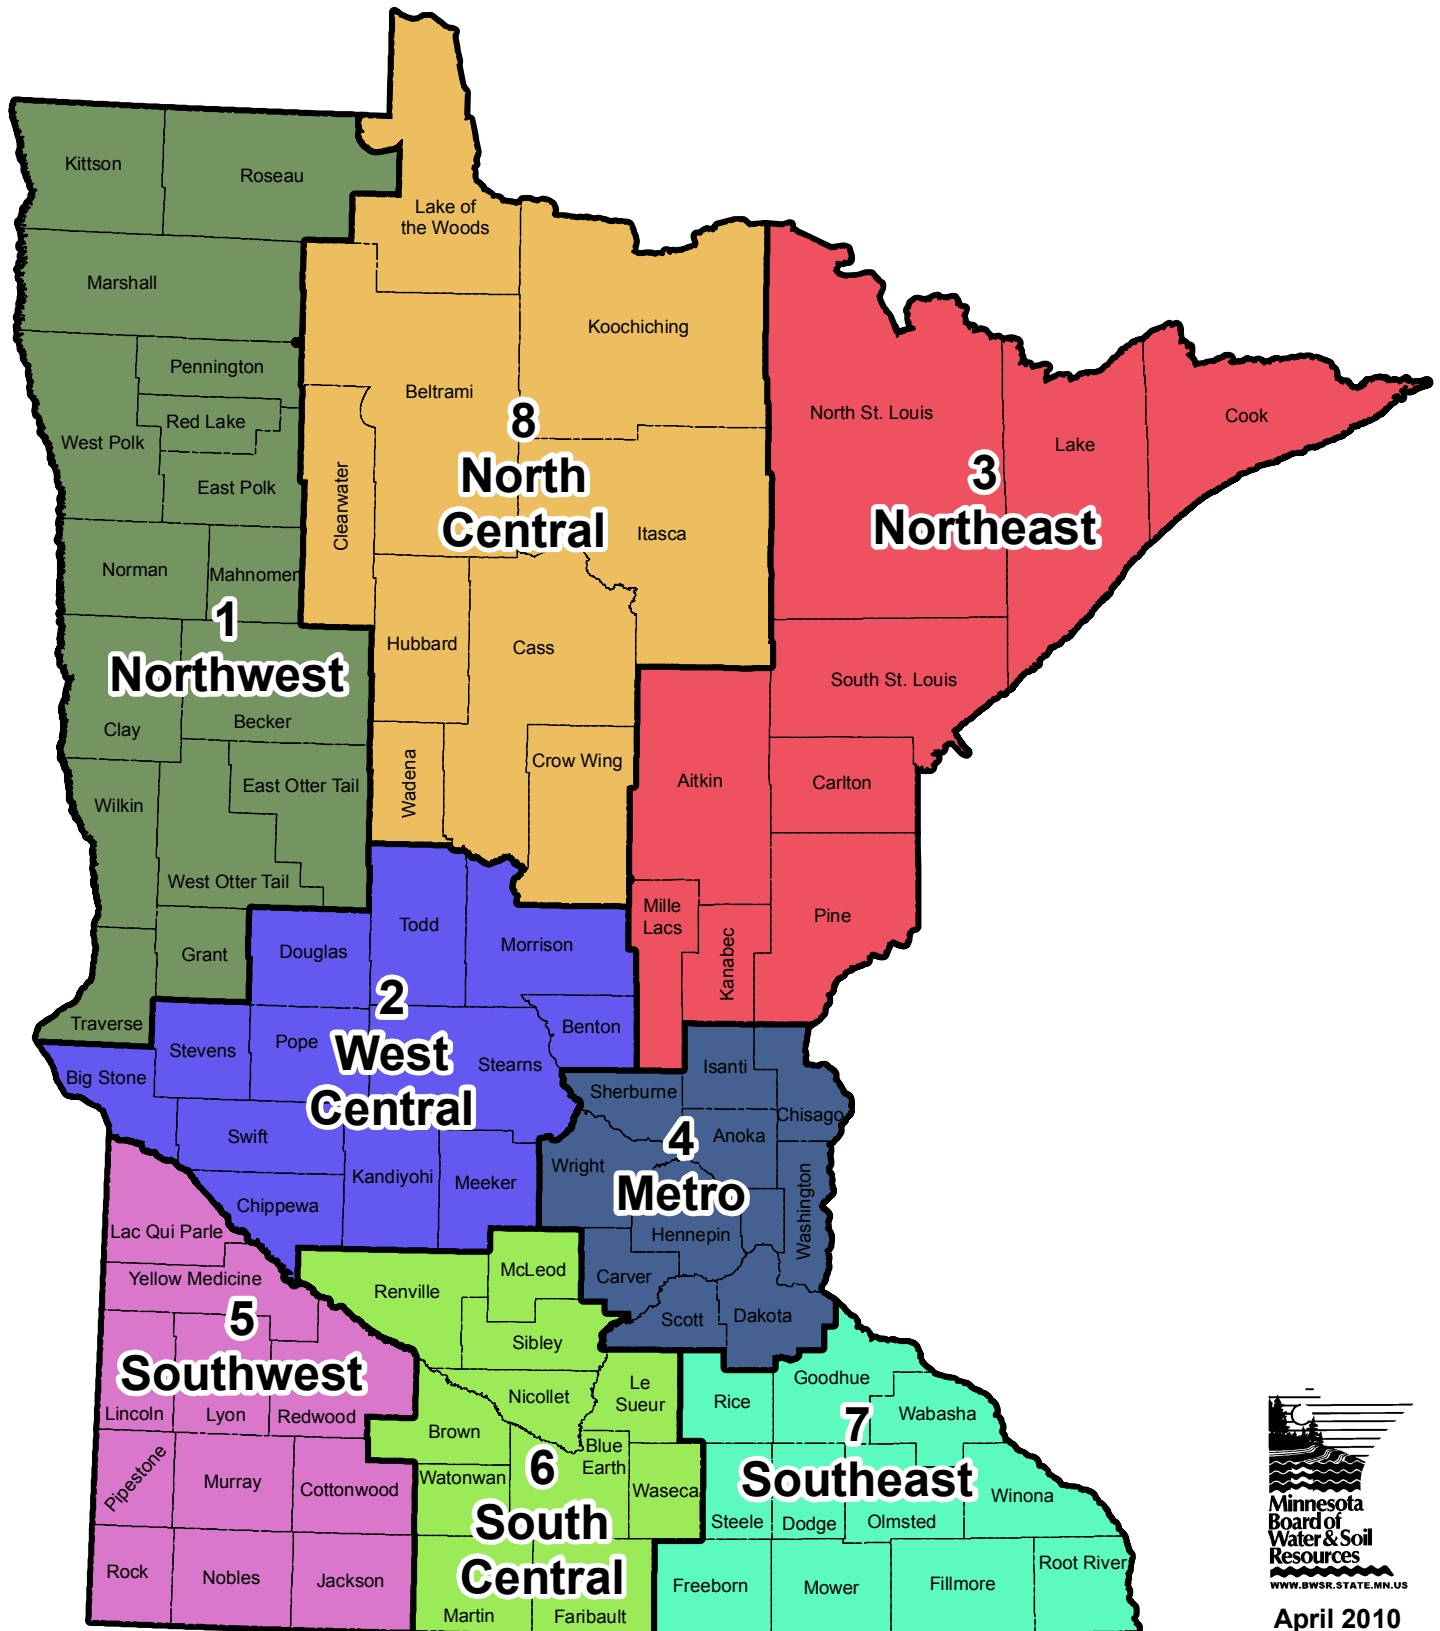 Kittson
Roseau
Lake of
the Woods
Marshall
Koochiching
Pennington
Beltrami
Red Lake
West Polk
East Polk
Clearwater
8
North
Central
North St. Louis
Lake
Cook
3
Northeast
Itasca
Norman
Mahnomen
1
Northwest
Hubbard
Cass
South St. Louis
Clay
Becker
East Otter Tail
Wadena
Crow Wing
Aitkin
Carlton
Wilkin
West Otter Tail
Mille
Lacs
Kanabec
Pine
Todd
Morrison
Douglas
Grant
2
West
Central
Traverse
Stevens
Pope
Stearns
Benton
Big Stone
Isanti
Sherburne
Chisago
Swift
Anoka
4
Metro
Wright
Kandiyohi
Meeker
Chippewa
Washington
Hennepin
Lac Qui Parle
Yellow Medicine
Renville
McLeod
Carver
Scott
Dakota
5
Southwest
Sibley
Lincoln
Lyon
Redwood
Nicollet
Le
Sueur
Rice
Goodhue
Wabasha
7
Southeast
Brown
Blue
Earth
6
South
Central
Watonwan
Waseca
Pipestone
Murray
Cottonwood
Steele
Dodge
Olmsted
Winona
Rock
Nobles
Jackson
Martin
Faribault
Freeborn
Mower
Fillmore
Root River
Minnesota
Board of
Water & Soil
Resources
WWW.BWSR.STATE.MN.US
April 2010